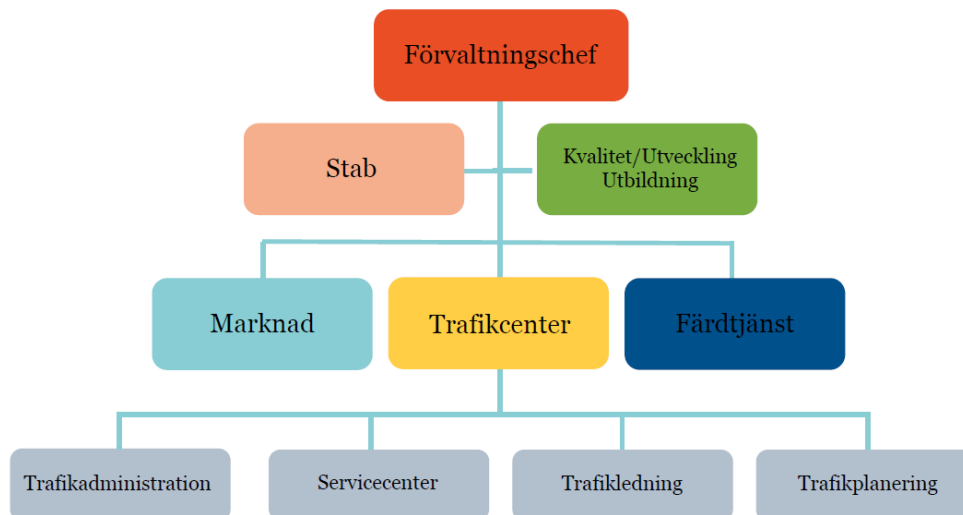 Förvaltningschef
Stab
Kvalitet/Utveckling
Utbildning
Marknad
Trafikcenter
Färdtjänst
Trafikadministration
Servicecenter
Trafikledning
Trafikplanering